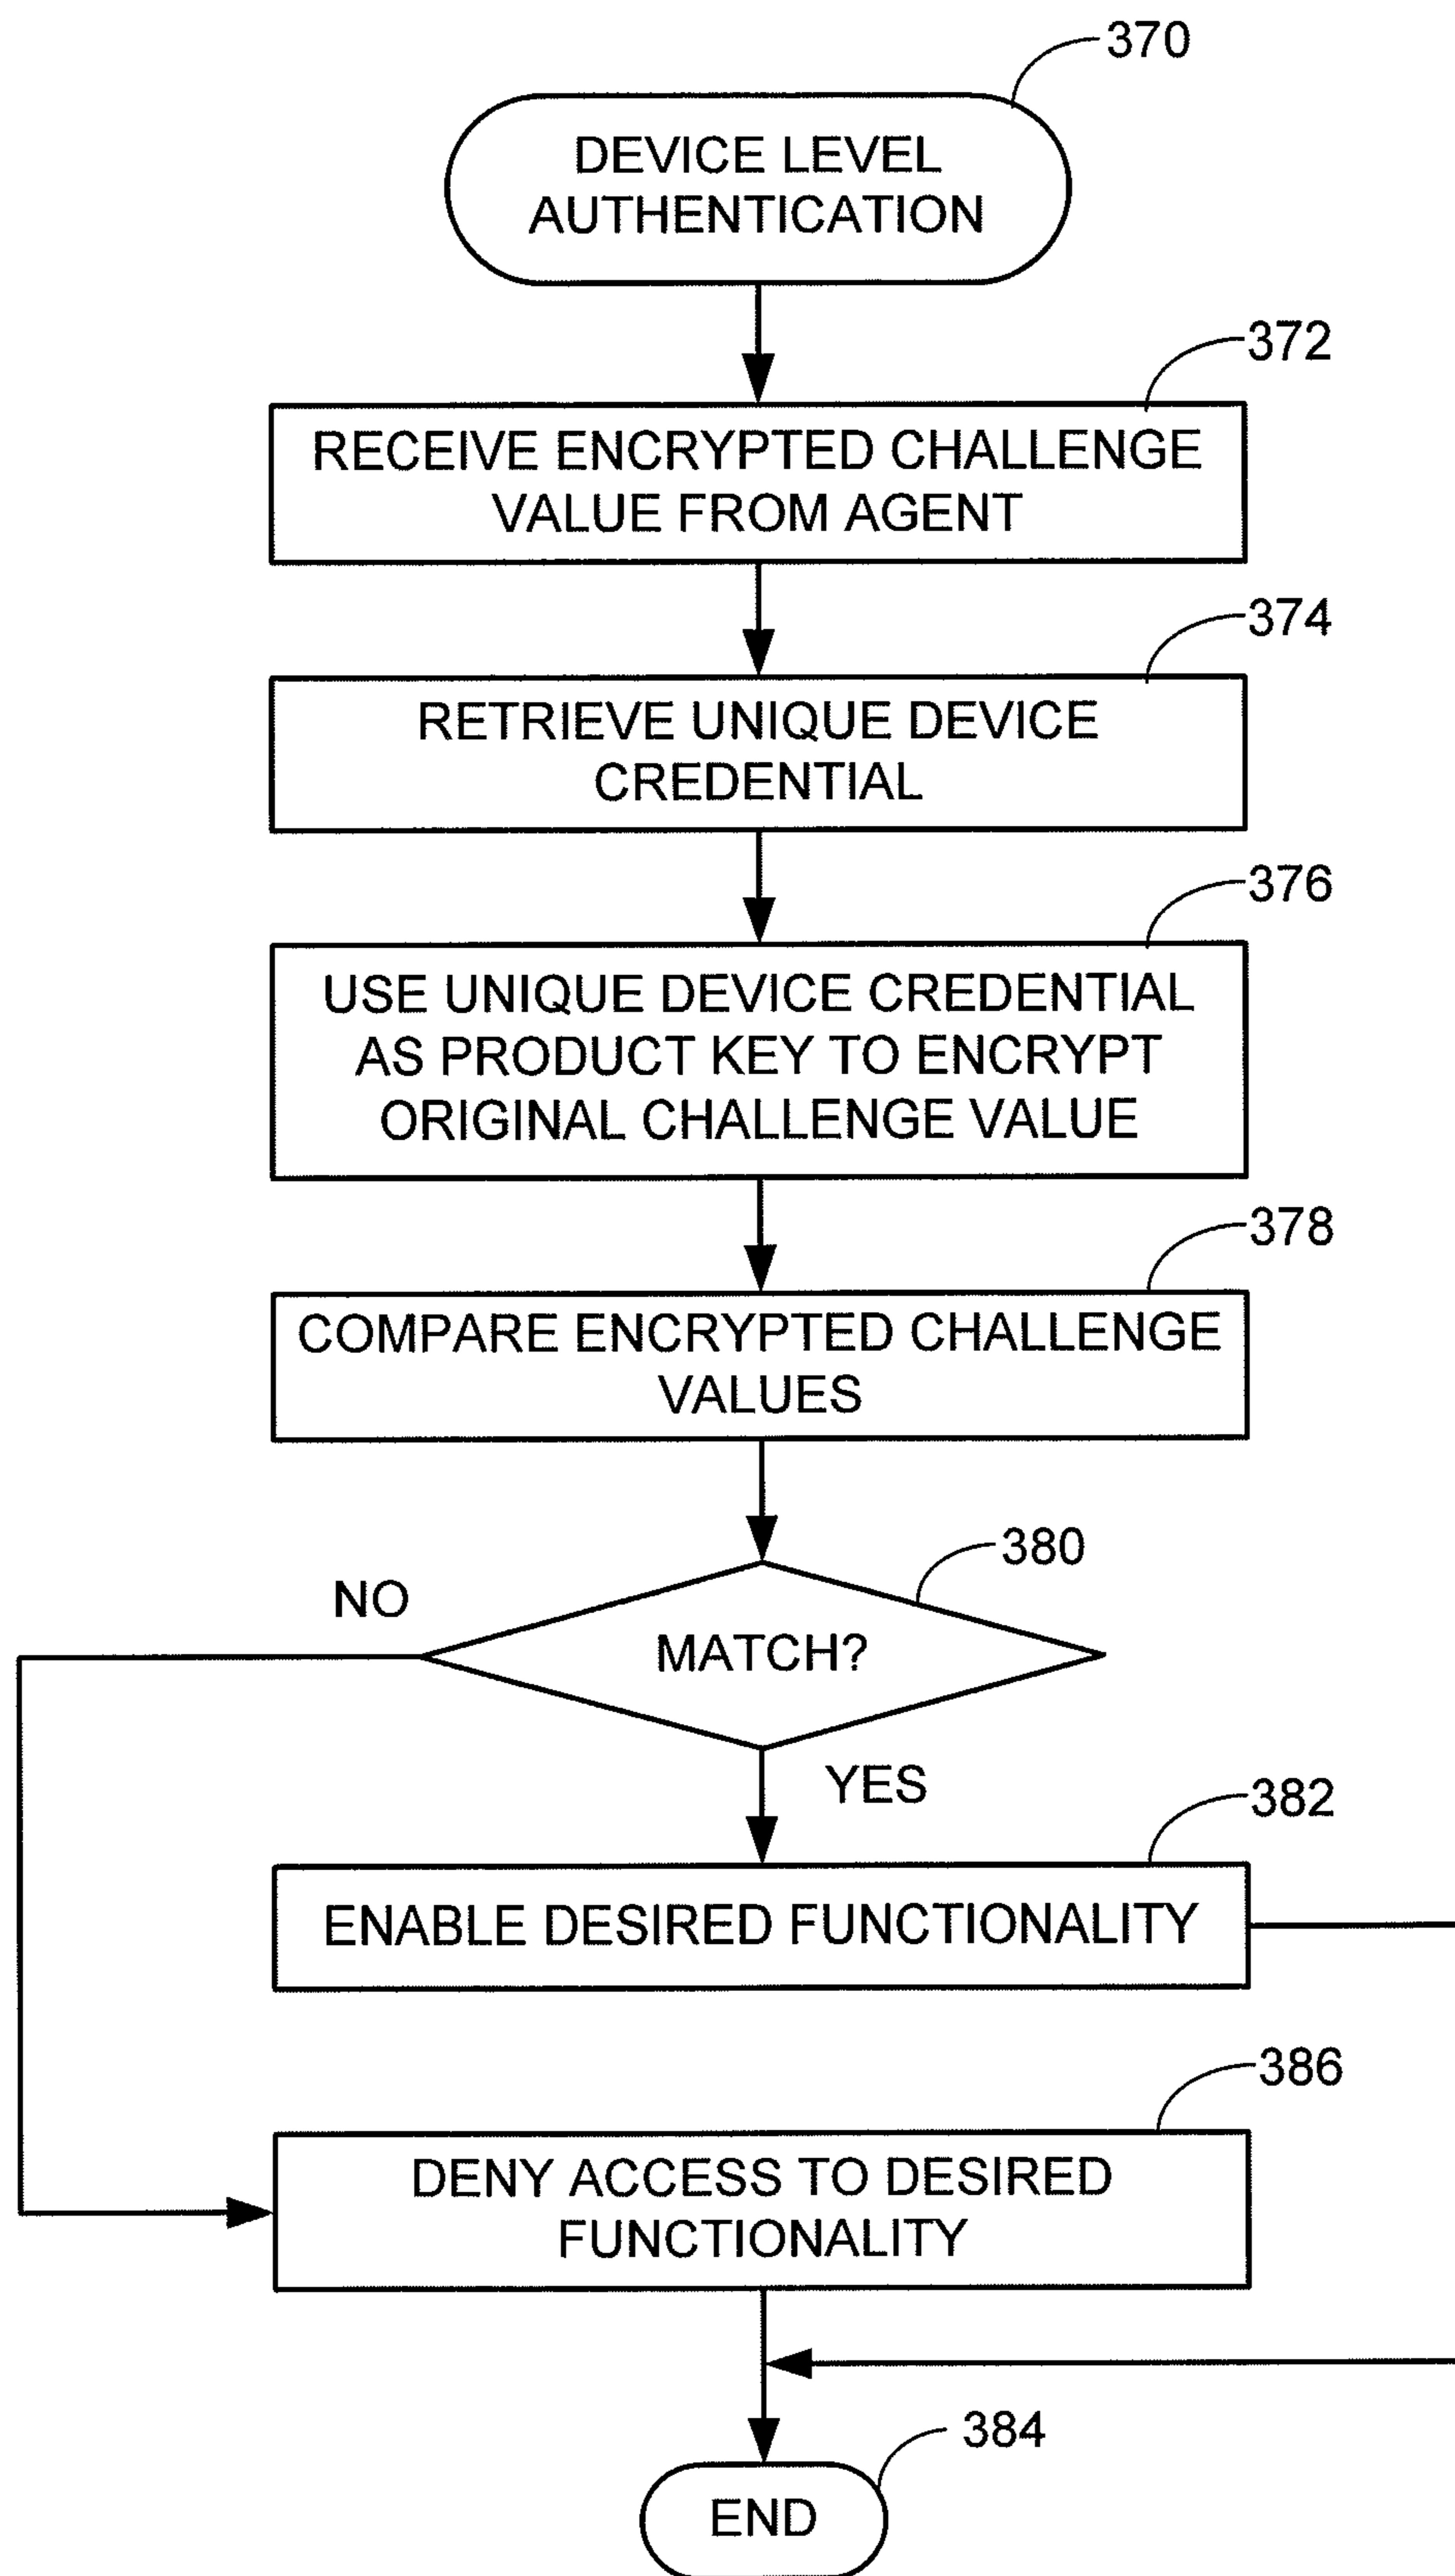 370
DEVICE LEVEL
AUTHENTICATION
372
RECEIVE ENCRYPTED CHALLENGE
VALUE FROM AGENT
374
RETRIEVE UNIQUE DEVICE
CREDENTIAL
376
USE UNIQUE DEVICE CREDENTIAL
AS PRODUCT KEY TO ENCRYPT
ORIGINAL CHALLENGE VALUE
378
COMPARE ENCRYPTED CHALLENGE
VALUES
380
NO
MATCH?
YES
382
ENABLE DESIRED FUNCTIONALITY
386
DENY ACCESS TO DESIRED
FUNCTIONALITY
384
END